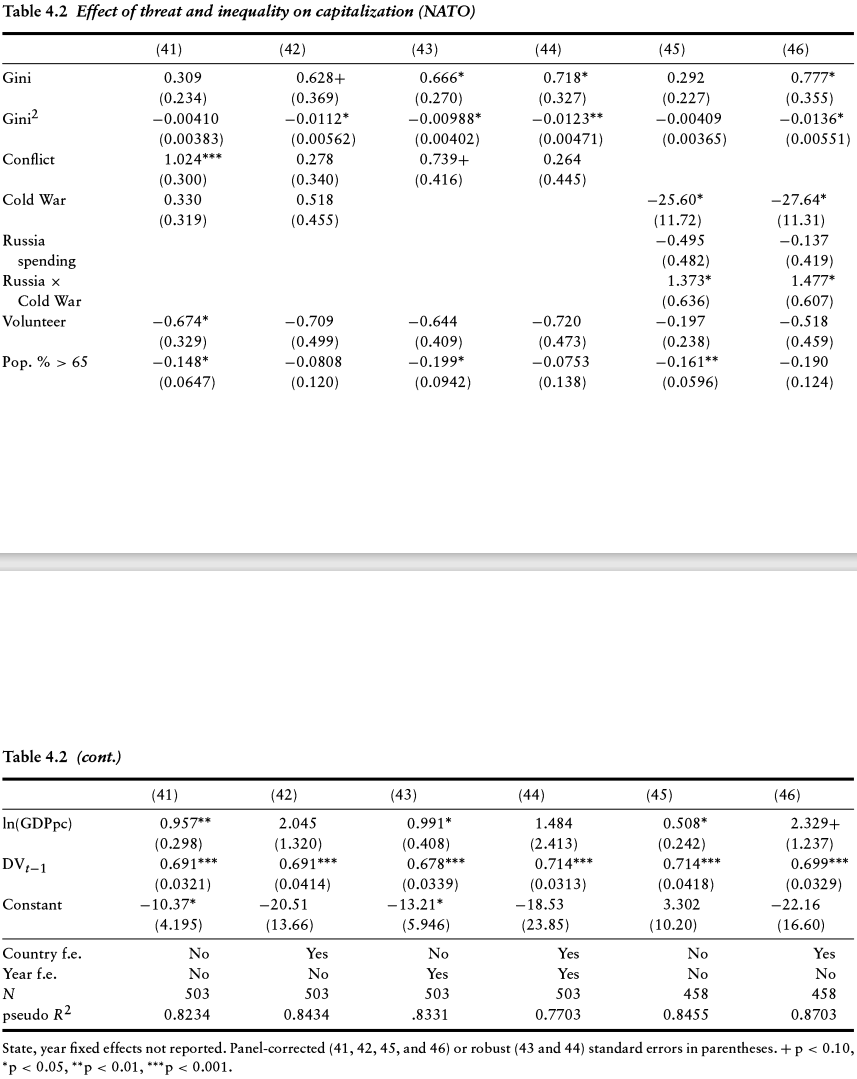 Table 4.2 Effect of threat and inequality on capitalization (NATO)
(41) (42) (43) (44) (45) (46)
Gini 0.309 0.628+ 0.666* 0.718* 0.292 0.777*
(0.234) (0.369) (0.270) (0.327) (0.227) (0.355)
Gini² −0.00410 −0.0112* −0.00988* −0.0123** −0.00409 −0.0136*
(0.00383) (0.00562) (0.00402) (0.00471) (0.00365) (0.00551)
Conflict 1.024*** 0.278 0.739+ 0.264
(0.300) (0.340) (0.416) (0.445)
Cold War 0.330 0.518 −25.60* −27.64*
(0.319) (0.455) (11.72) (11.31)
Russia −0.495 −0.137
spending (0.482) (0.419)
Russia × 1.373* 1.477*
Cold War (0.636) (0.607)
Volunteer −0.674* −0.709 −0.644 −0.720 −0.197 −0.518
(0.329) (0.499) (0.409) (0.473) (0.238) (0.459)
Pop. % > 65 −0.148* −0.0808 −0.199* −0.0753 −0.161** −0.190
(0.0647) (0.120) (0.0942) (0.138) (0.0596) (0.124)
Table 4.2 (cont.)
(41) (42) (43) (44) (45) (46)
ln(GDPpc) 0.957** 2.045 0.991* 1.484 0.508* 2.329+
(0.298) (1.320) (0.408) (2.413) (0.242) (1.237)
DVt−1 0.691*** 0.691*** 0.678*** 0.714*** 0.714*** 0.699***
(0.0321) (0.0414) (0.0339) (0.0313) (0.0418) (0.0329)
Constant −10.37* −20.51 −13.21* −18.53 3.302 −22.16
(4.195) (13.66) (5.946) (23.85) (10.20) (16.60)
Country f.e. No Yes No Yes No Yes
Year f.e. No No Yes Yes No No
N 503 503 503 503 458 458
pseudo R² 0.8234 0.8434 .8331 0.7703 0.8455 0.8703
State, year fixed effects not reported. Panel-corrected (41, 42, 45, and 46) or robust (43 and 44) standard errors in parentheses. + p < 0.10,
*p < 0.05, **p < 0.01, ***p < 0.001.